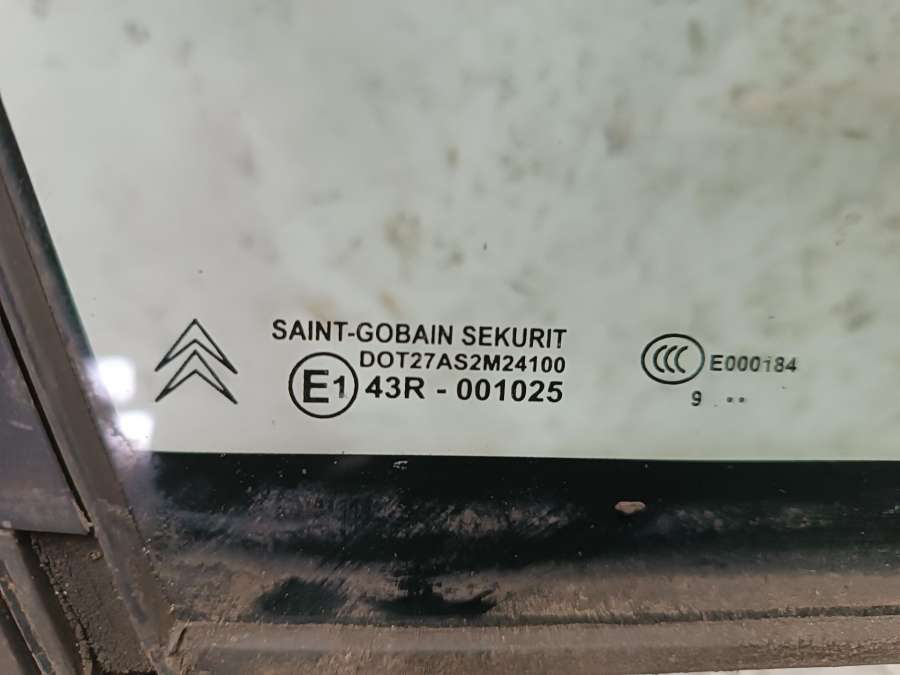 SAINT-GOBAIN SEKURIT
DOT27AS2M24100
E1 43R - 001025
CCC E000184
9 ..